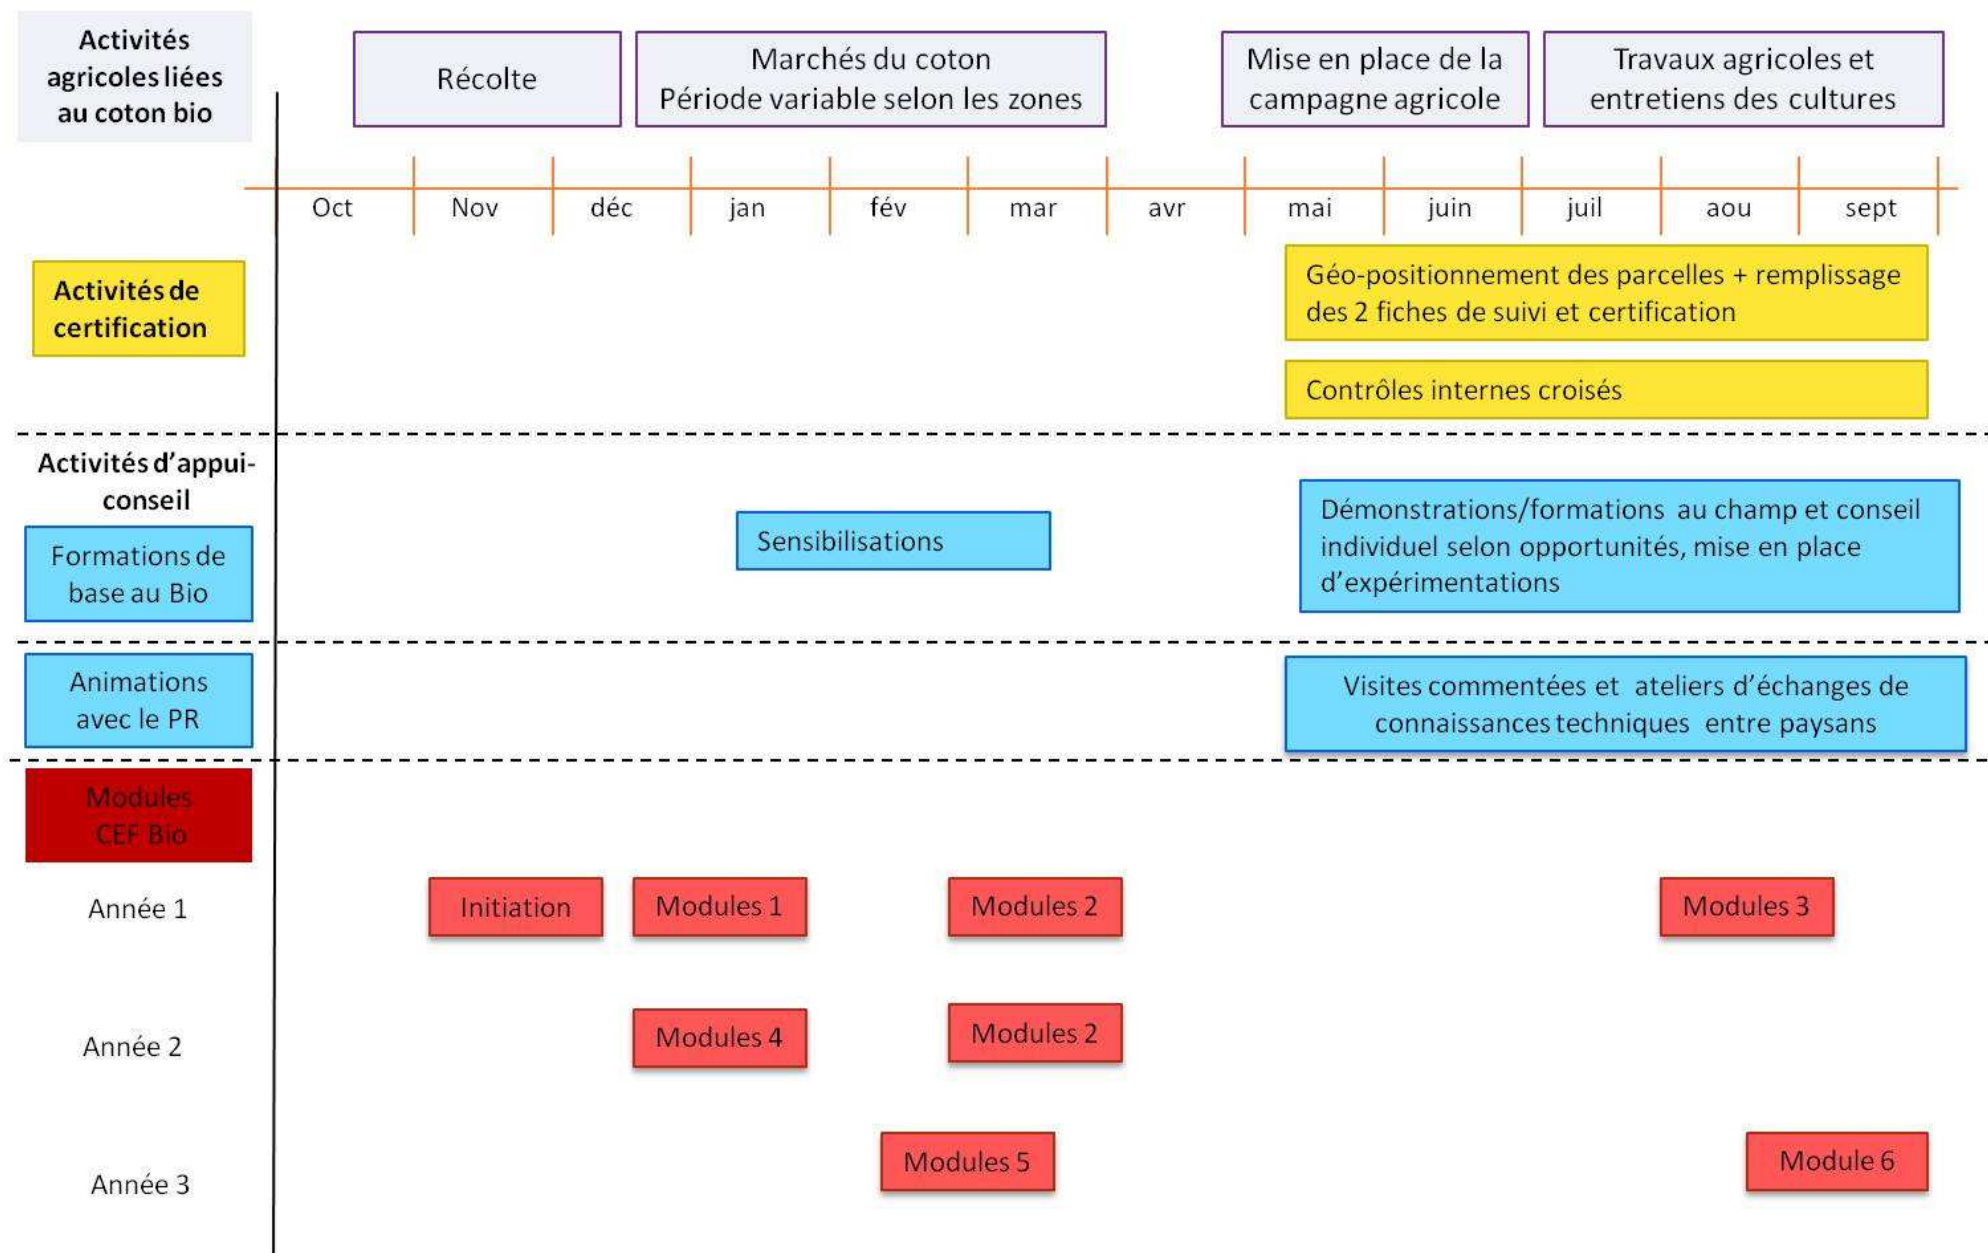 Activités
agricoles liées
au coton bio
Récolte
Marchés du coton
Période variable selon les zones
Mise en place de la
campagne agricole
Travaux agricoles et
entretiens des cultures
Oct
Nov
déc
jan
fév
mar
avr
mai
juin
juil
aou
sept
Activités de
certification
Géo-positionnement des parcelles + remplissage
des 2 fiches de suivi et certification
Contrôles internes croisés
Activités d'appui-
conseil
Formations de
base au Bio
Sensibilisations
Démonstrations/formations au champ et conseil
individuel selon opportunités, mise en place
d'expérimentations
Animations
avec le PR
Visites commentées et ateliers d'échanges de
connaissances techniques entre paysans
Modules
CEF Bio
Année 1
Initiation
Modules 1
Modules 2
Modules 3
Année 2
Modules 4
Modules 2
Année 3
Modules 5
Module 6